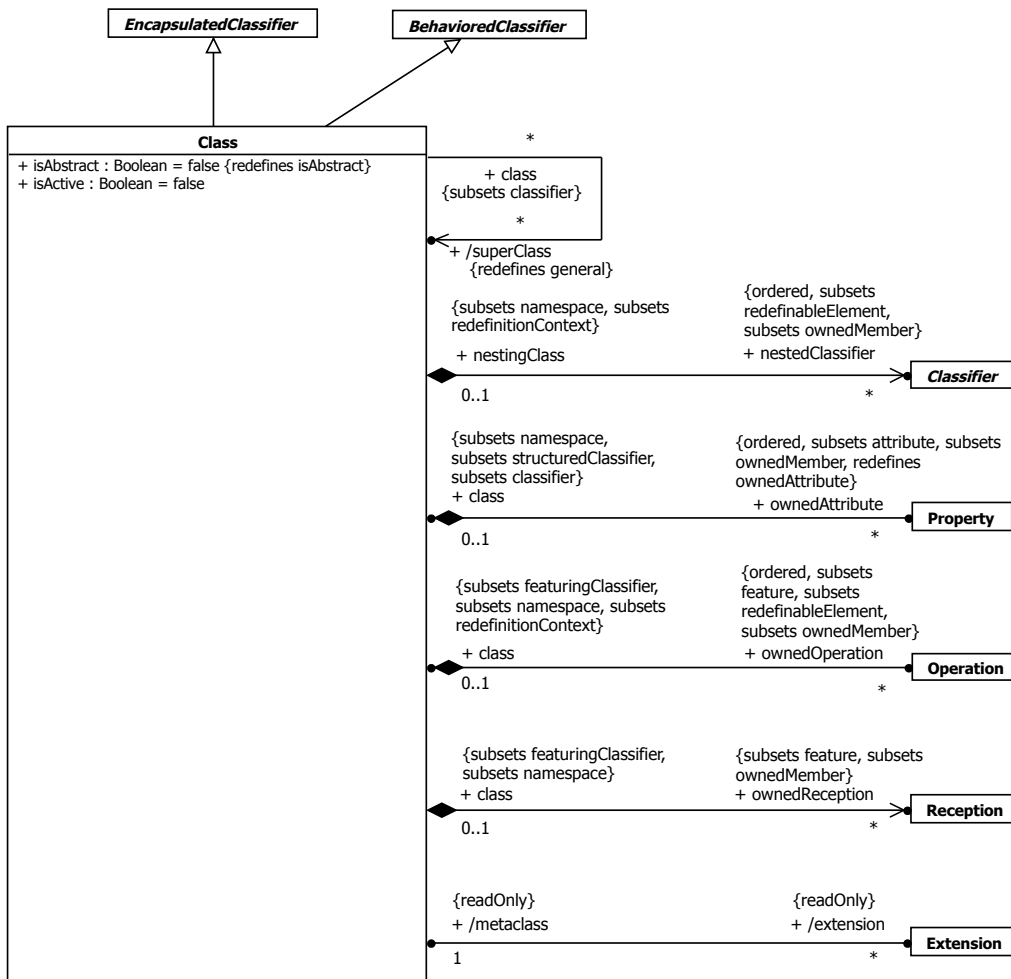 EncapsulatedClassifier
BehavioredClassifier
Class
+ isAbstract : Boolean = false {redefines isAbstract}
+ isActive : Boolean = false
*
+ class
{subsets classifier}
*
+ /superClass
{redefines general}
{subsets namespace, subsets
redefinitionContext}
+ nestingClass
0..1
{ordered, subsets
redefinableElement,
subsets ownedMember}
+ nestedClassifier
*
Classifier
{subsets namespace,
subsets structuredClassifier,
subsets classifier}
+ class
0..1
{ordered, subsets attribute, subsets
ownedMember, redefines
ownedAttribute}
+ ownedAttribute
*
Property
{subsets featuringClassifier,
subsets namespace, subsets
redefinitionContext}
+ class
0..1
{ordered, subsets
feature, subsets
redefinableElement,
subsets ownedMember}
+ ownedOperation
*
Operation
{subsets featuringClassifier,
subsets namespace}
+ class
0..1
{subsets feature, subsets
ownedMember}
+ ownedReception
*
Reception
{readOnly}
+ /metaclass
1
{readOnly}
+ /extension
*
Extension